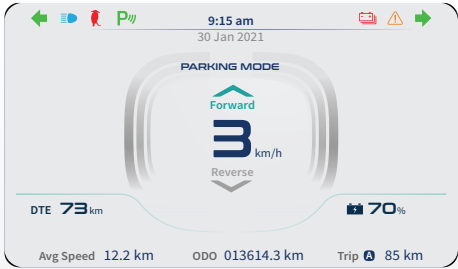 P 9:15 am
30 Jan 2021
PARKING MODE
Forward
3 km/h
Reverse
DTE 73 km 70%
Avg Speed 12.2 km ODO 013614.3 km Trip A 85 km